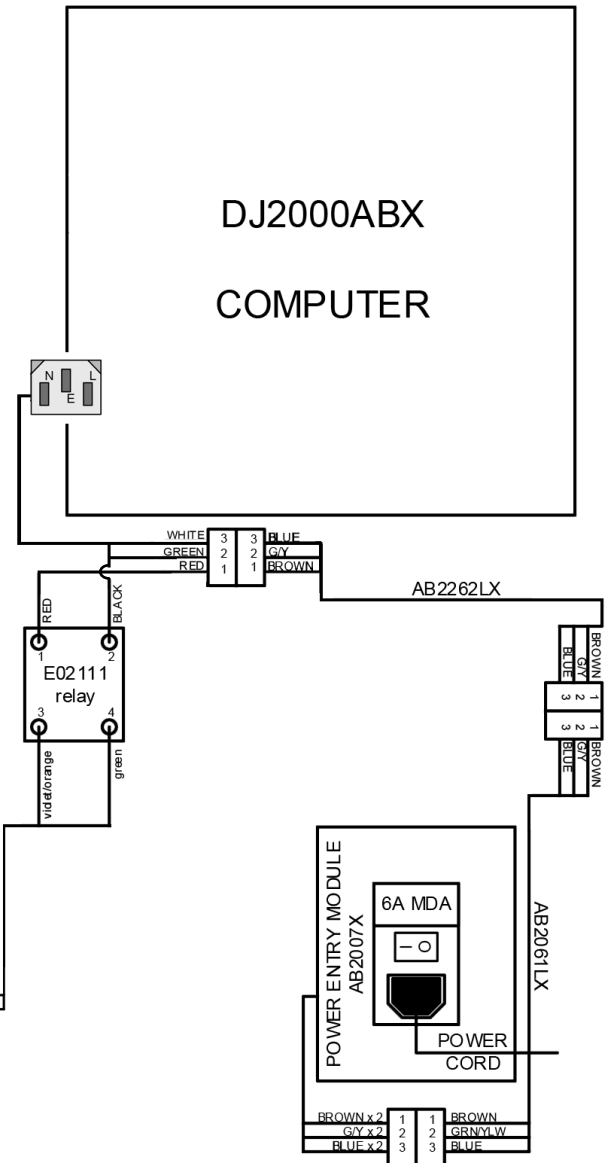 DJ2000ABX
COMPUTER
N L
E
WHITE 3 3 BLUE
GREEN 2 2 G/Y
RED 1 1 BROWN
AB2262LX
RED
BLACK
1 2
E02111
relay
3 4
violet/orange
green
BROWN
G/Y
BLUE
1
2
3
1
2
3
BROWN
G/Y
BLUE
POWER ENTRY MODULE
AB2007X
6A MDA
AB2061LX
POWER
CORD
BROWN x 2 1 1 BROWN
G/Y x 2 2 2 GRN/YLW
BLUE x 2 3 3 BLUE